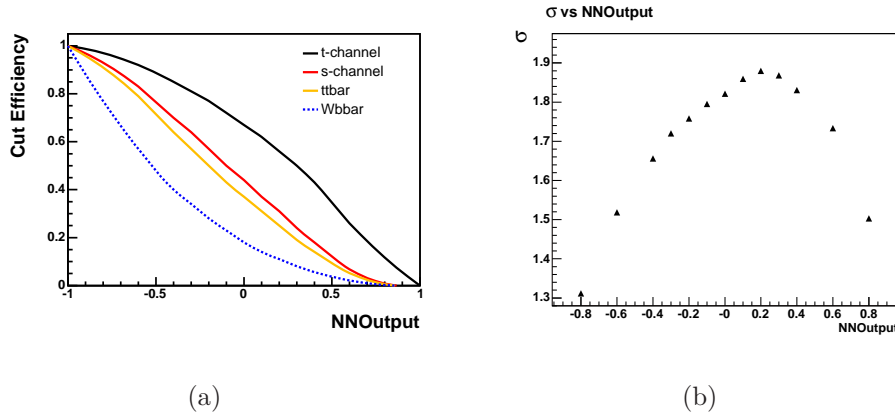 Cut Efficiency
1
0.8
0.6
0.4
0.2
0
-1
-0.5
0
0.5
1
NNOutput
t-channel
s-channel
ttbar
Wbbar
(a)
σ vs NNOutput
σ
1.9
1.8
1.7
1.6
1.5
1.4
1.3
-0.8
-0.6
-0.4
-0.2
-0
0.2
0.4
0.6
0.8
NNOutput
(b)